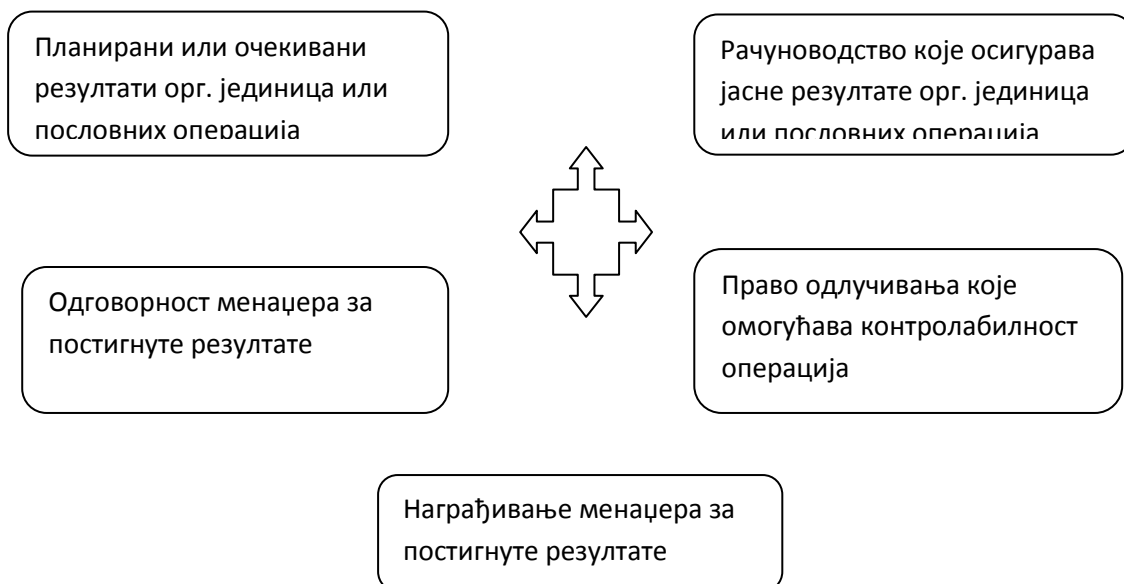 Планирани или очекивани
резултати орг. јединица или
пословних операција
Рачуноводство које осигурава
јасне резултате орг. јединица
или пословних операција
Одговорност менаџера за
постигнуте резултате
Право одлучивања које
омогућава контролабилност
операција
Награђивање менаџера за
постигнуте резултате